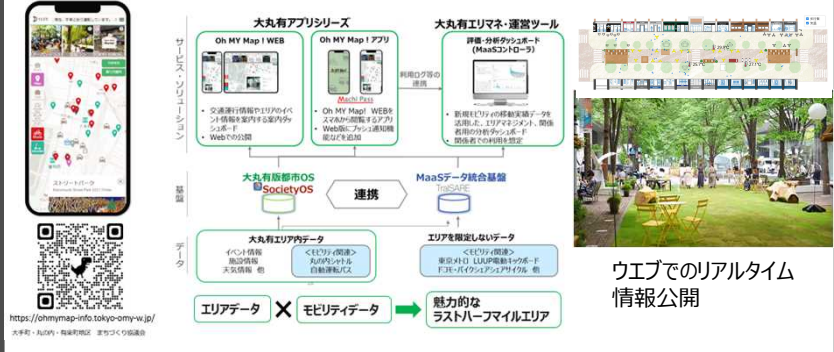 ストリートパーク
https://ohmymap-info.tokyo-omy-w.jp/
大手町・丸の内・有楽町地区 まちづくり協議会
サービス・ソリューション
大丸有アプリシリーズ
Oh MY Map！WEB
• 交通運行情報やエリアのイベ
ント情報を案内する案内ダッ
シュボード
• Webでの公開
Oh MY Map！アプリ
Machi Pass
• Oh MY Map！ WEBを
スマホから閲覧するアプリ
• Web版にプッシュ通知機
能などを追加
利用ログ等の
連携
大丸有エリマネ・運営ツール
評価・分析ダッシュボード
(MaaSコントローラ)
• 新規モビリティの移動実績データを
活用した、エリアマネジメント、関係
者用の分析ダッシュボード
• 関係者での利用を想定
基盤
大丸有版都市OS
SocietyOS
連携
MaaSデータ統合基盤
TraISARE
データ
大丸有エリア内データ
イベント情報
施設情報
天気情報 他
＜モビリティ関連＞
丸の内シャトル
自動運転バス
エリアを限定しないデータ
＜モビリティ関連＞
東京メトロ LUUP電動キックボード
ドコモ・バイクシェアシェアサイクル 他
エリアデータ
×
モビリティデータ
魅力的な
ラストハーフマイルエリア
ウエブでのリアルタイム
情報公開